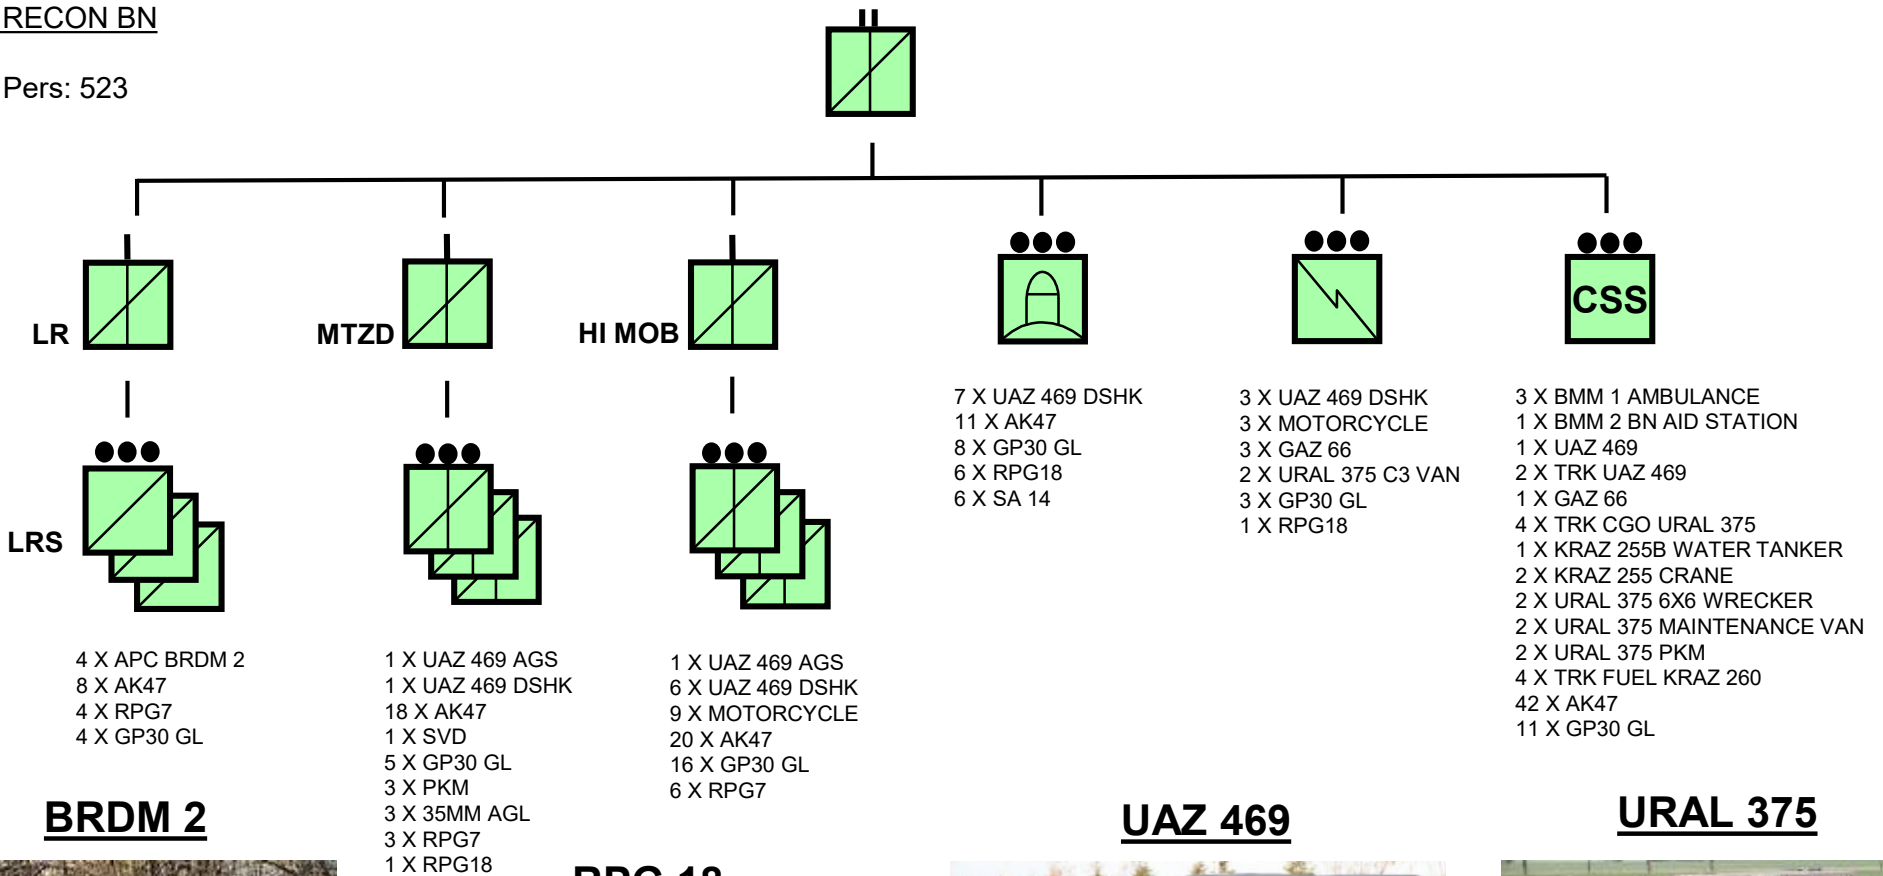 RECON BN
Pers: 523
LR
MTZD
HI MOB
CSS
LRS
4 X APC BRDM 2
8 X AK47
4 X RPG7
4 X GP30 GL
1 X UAZ 469 AGS
1 X UAZ 469 DSHK
18 X AK47
1 X SVD
5 X GP30 GL
3 X PKM
3 X 35MM AGL
3 X RPG7
1 X RPG18
1 X UAZ 469 AGS
6 X UAZ 469 DSHK
9 X MOTORCYCLE
20 X AK47
16 X GP30 GL
6 X RPG7
7 X UAZ 469 DSHK
11 X AK47
8 X GP30 GL
6 X RPG18
6 X SA 14
3 X UAZ 469 DSHK
3 X MOTORCYCLE
3 X GAZ 66
2 X URAL 375 C3 VAN
3 X GP30 GL
1 X RPG18
3 X BMM 1 AMBULANCE
1 X BMM 2 BN AID STATION
1 X UAZ 469
2 X TRK UAZ 469
1 X GAZ 66
4 X TRK CGO URAL 375
1 X KRAZ 255B WATER TANKER
2 X KRAZ 255 CRANE
2 X URAL 375 6X6 WRECKER
2 X URAL 375 MAINTENANCE VAN
2 X URAL 375 PKM
4 X TRK FUEL KRAZ 260
42 X AK47
11 X GP30 GL
BRDM 2
RPG 18
UAZ 469
URAL 375